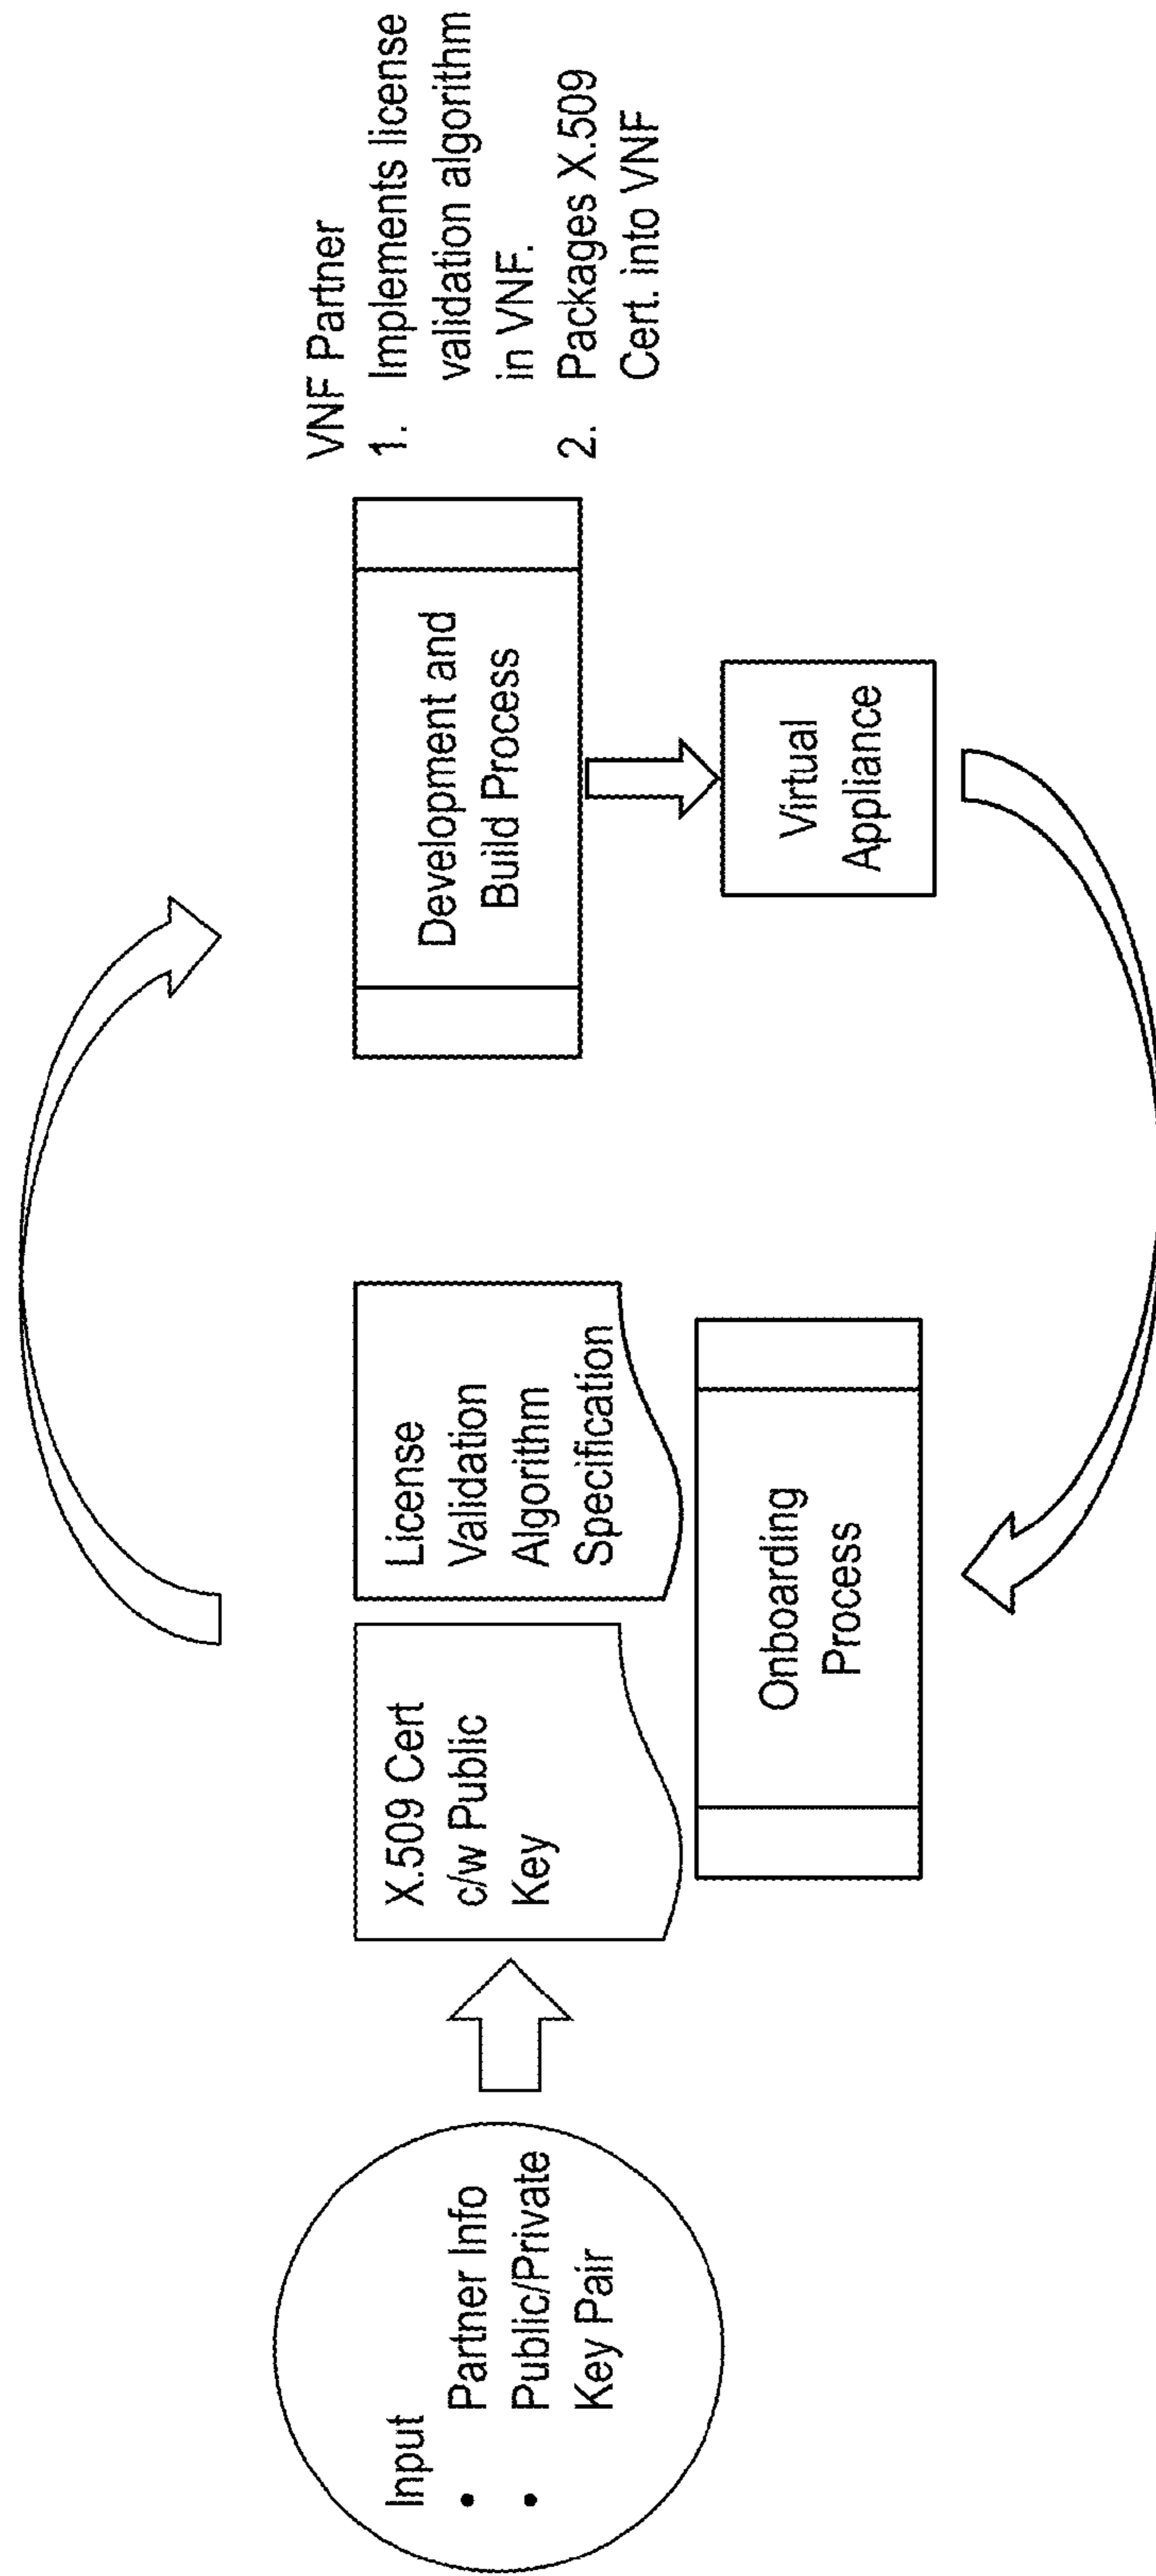 Input
• Partner Info
• Public/Private
Key Pair
X.509 Cert
c/w Public
Key
License
Validation
Algorithm
Specification
Onboarding
Process
Development and
Build Process
Virtual
Appliance
VNF Partner
1. Implements license
validation algorithm
in VNF.
2. Packages X.509
Cert. into VNF